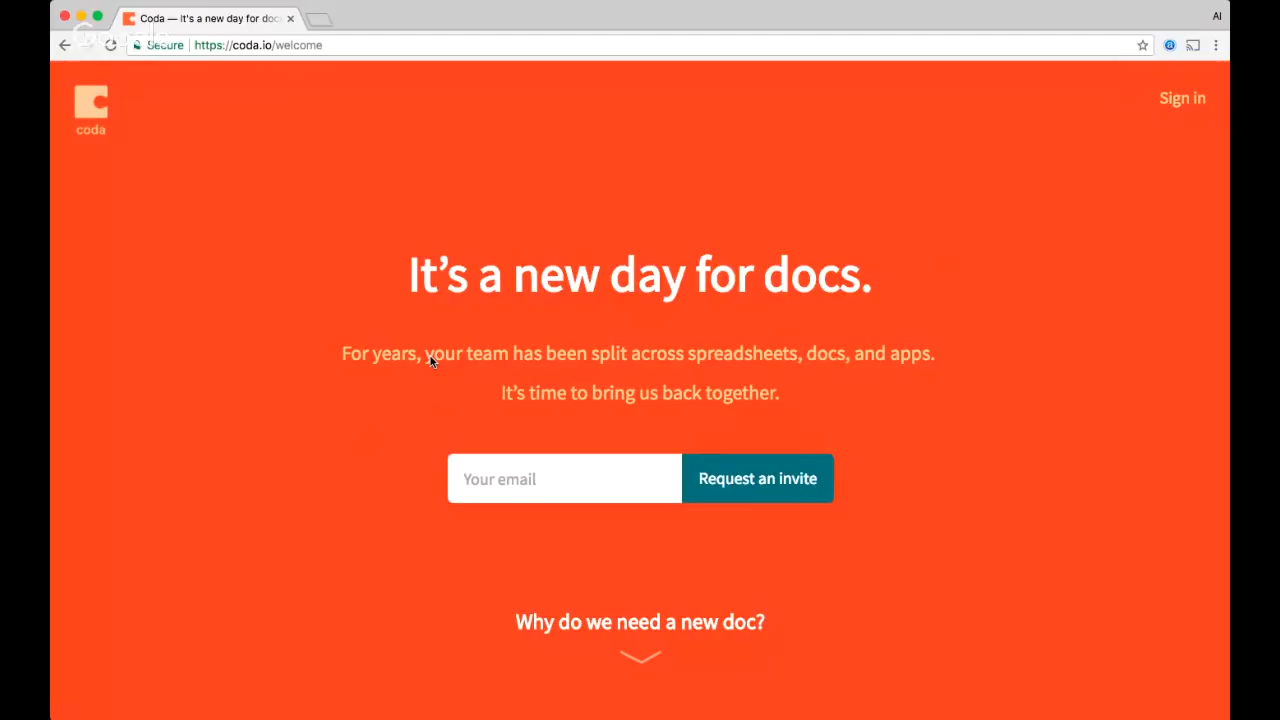 Coda — It's a new day for doc
AI
Secure https://coda.io/welcome
coda
Sign in
It's a new day for docs.
For years, your team has been split across spreadsheets, docs, and apps.
It's time to bring us back together.
Your email
Request an invite
Why do we need a new doc?